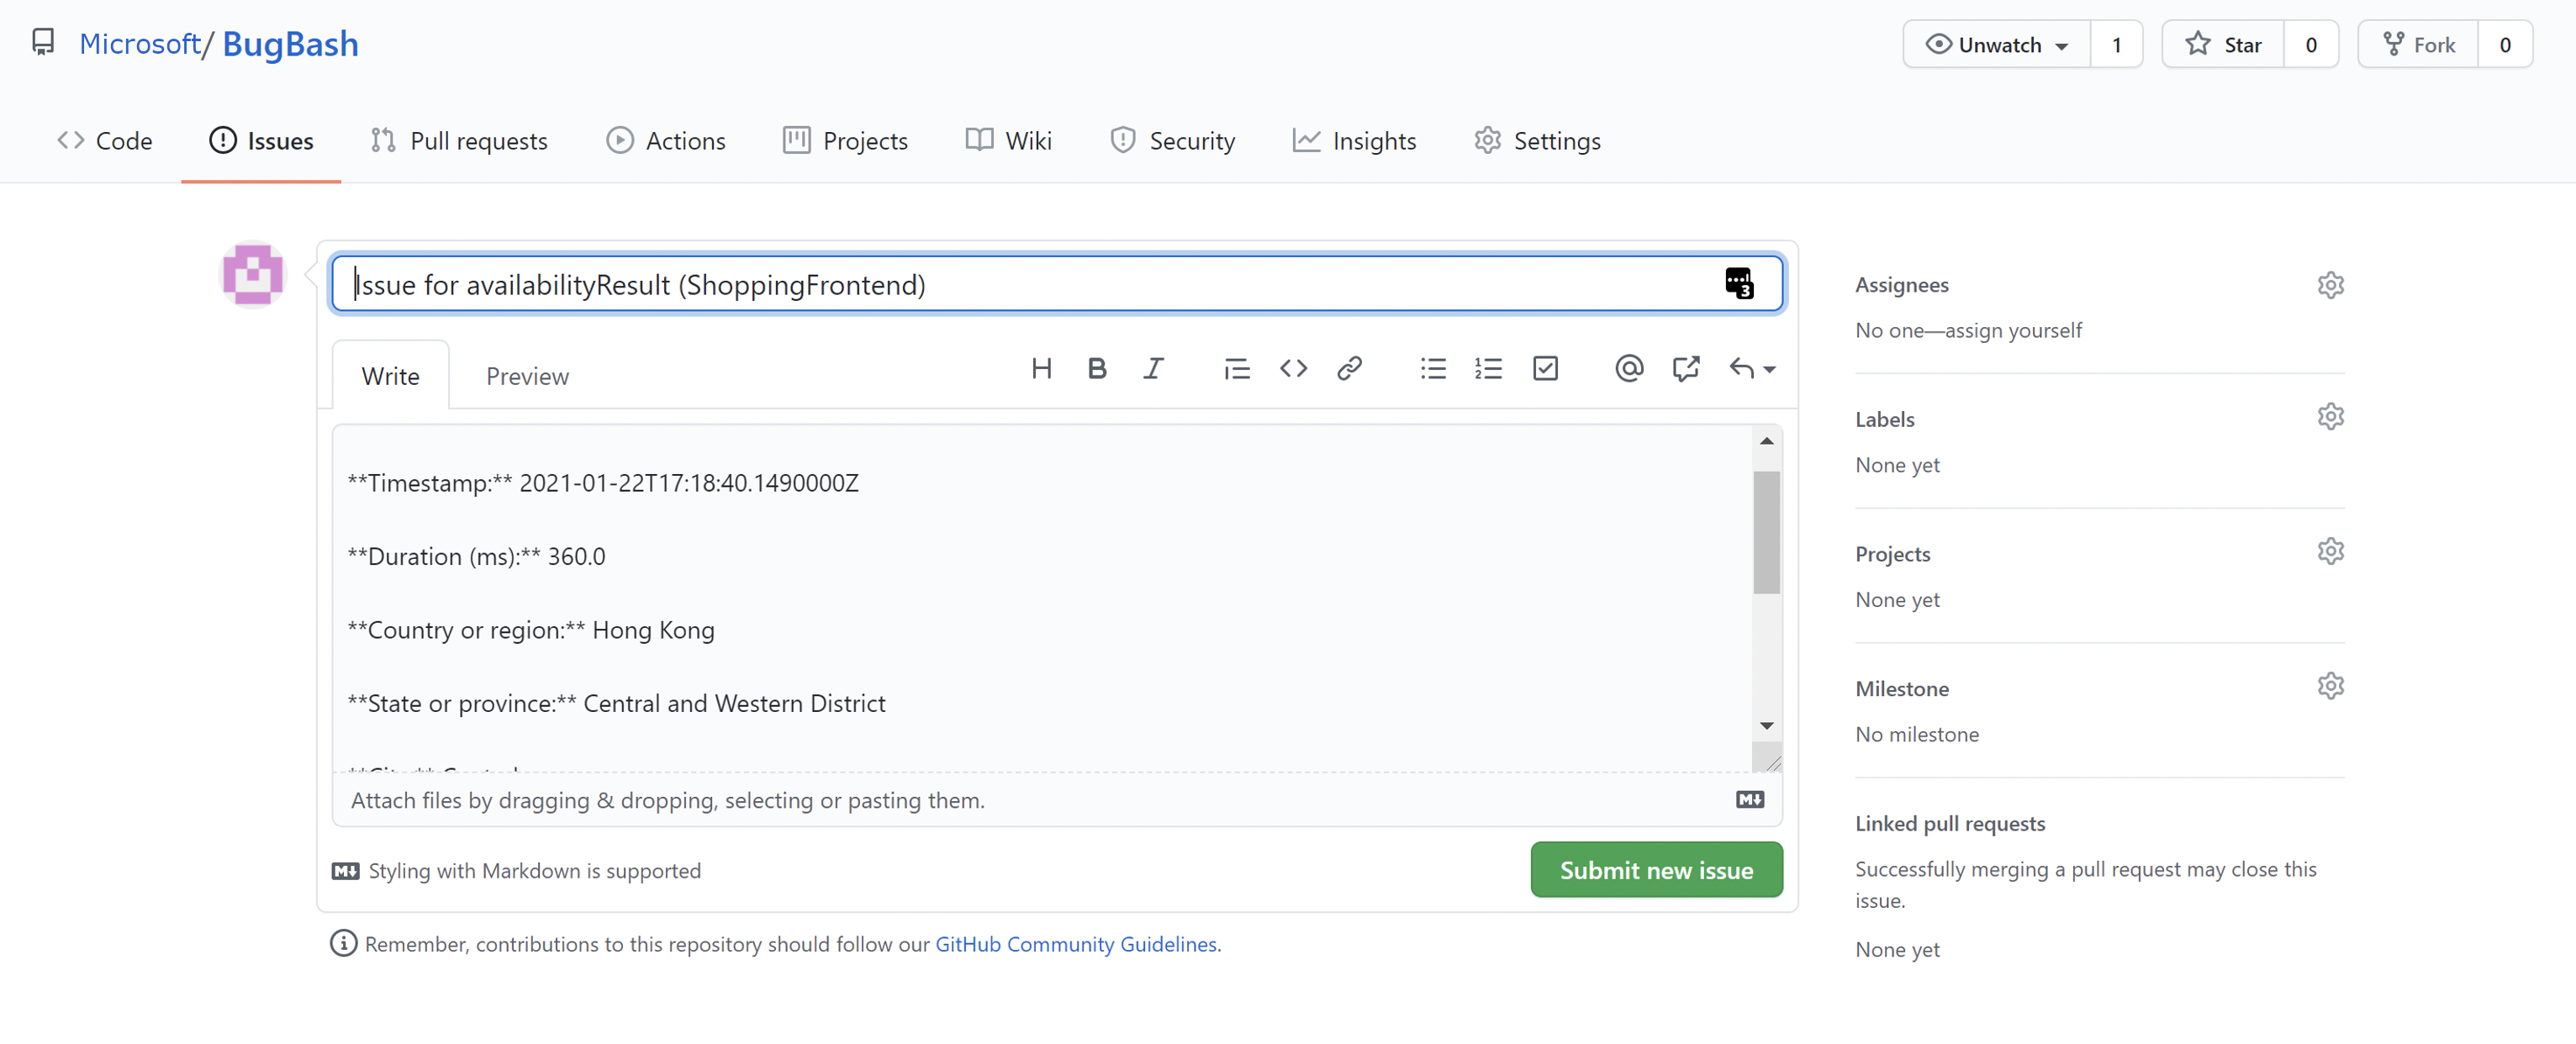 Microsoft/ BugBash
Unwatch 1
Star 0
Fork 0
Code
Issues
Pull requests
Actions
Projects
Wiki
Security
Insights
Settings
Issue for availabilityResult (ShoppingFrontend)
3
Write
Preview
**Timestamp:** 2021-01-22T17:18:40.1490000Z
**Duration (ms):** 360.0
**Country or region:** Hong Kong
**State or province:** Central and Western District
Attach files by dragging & dropping, selecting or pasting them.
Styling with Markdown is supported
Submit new issue
Remember, contributions to this repository should follow our GitHub Community Guidelines.
Assignees
No one—assign yourself
Labels
None yet
Projects
None yet
Milestone
No milestone
Linked pull requests
Successfully merging a pull request may close this
issue.
None yet